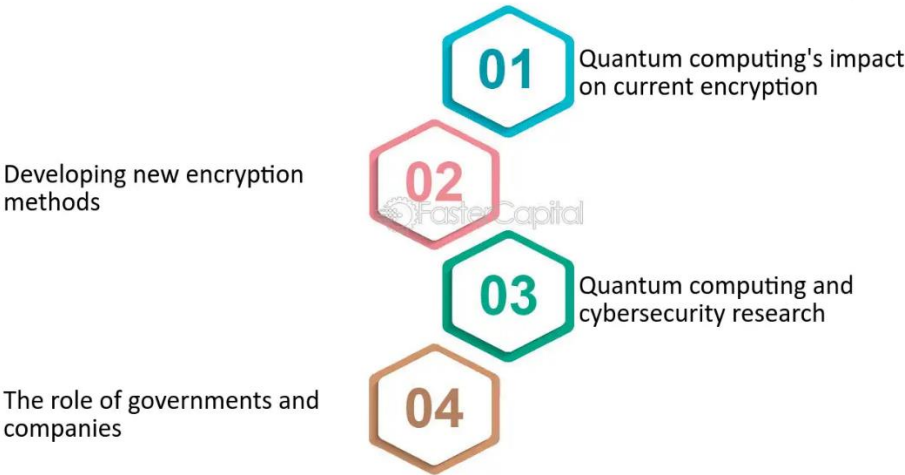 01
Quantum computing's impact
on current encryption
02
Developing new encryption
methods
FasterCapital
03
Quantum computing and
cybersecurity research
04
The role of governments and
companies